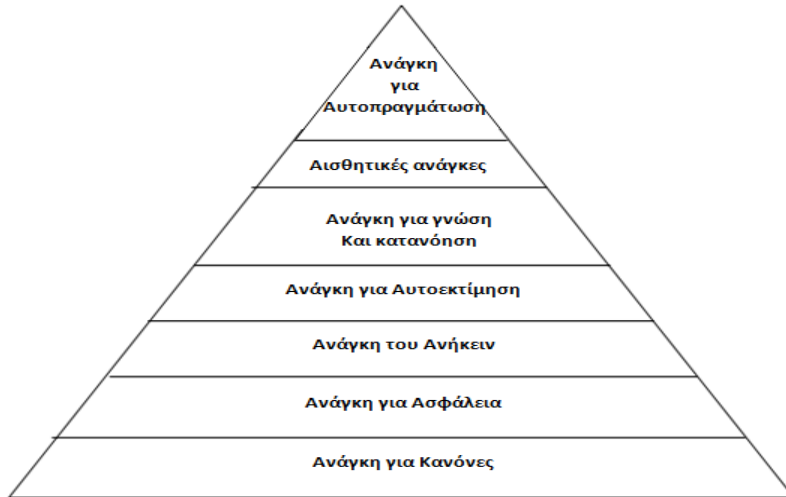 Ανάγκη
για
Αυτοπραγμάτωση
Αισθητικές ανάγκες
Ανάγκη για γνώση
Και κατανόηση
Ανάγκη για Αυτοεκτίμηση
Ανάγκη του Ανήκειν
Ανάγκη για Ασφάλεια
Ανάγκη για Κανόνες